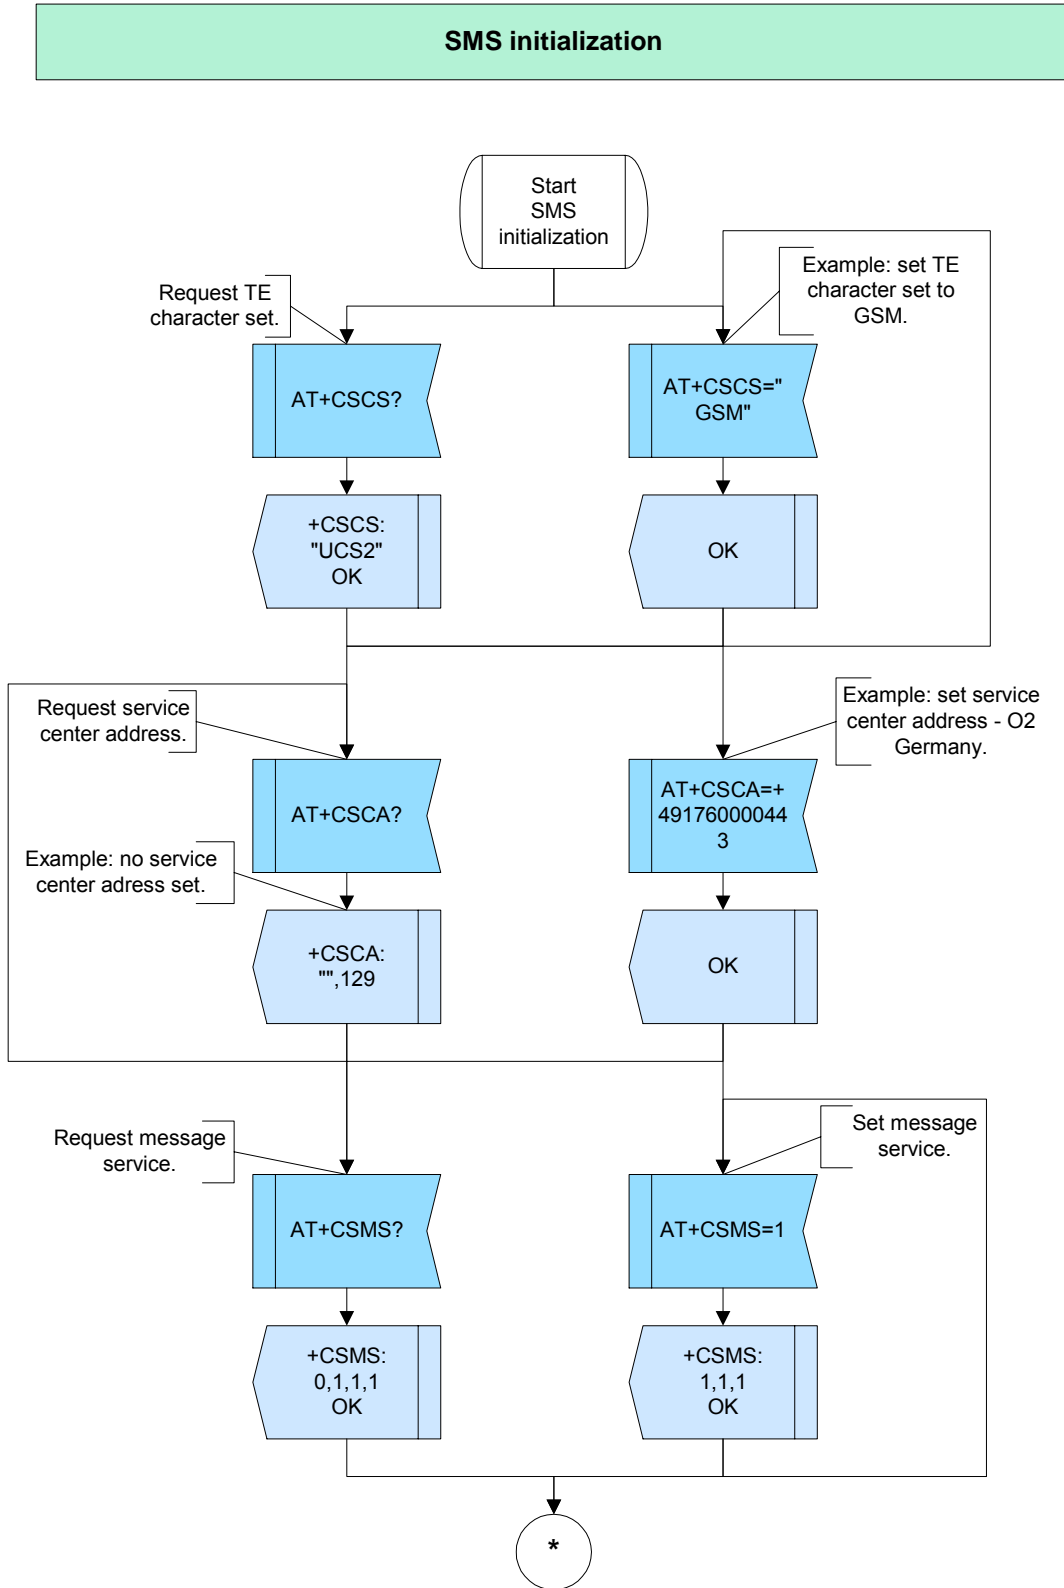 SMS initialization
Start
SMS
initialization
Request TE
character set.
Example: set TE
character set to
GSM.
AT+CSCS?
AT+CSCS="
GSM"
+CSCS:
"UCS2"
OK
OK
Request service
center address.
Example: set service
center address - O2
Germany.
AT+CSCA?
AT+CSCA=+
49176000044
3
Example: no service
center adress set.
+CSCA:
"",129
OK
Request message
service.
Set message
service.
AT+CSMS?
AT+CSMS=1
+CSMS:
0,1,1,1
OK
+CSMS:
1,1,1
OK
*